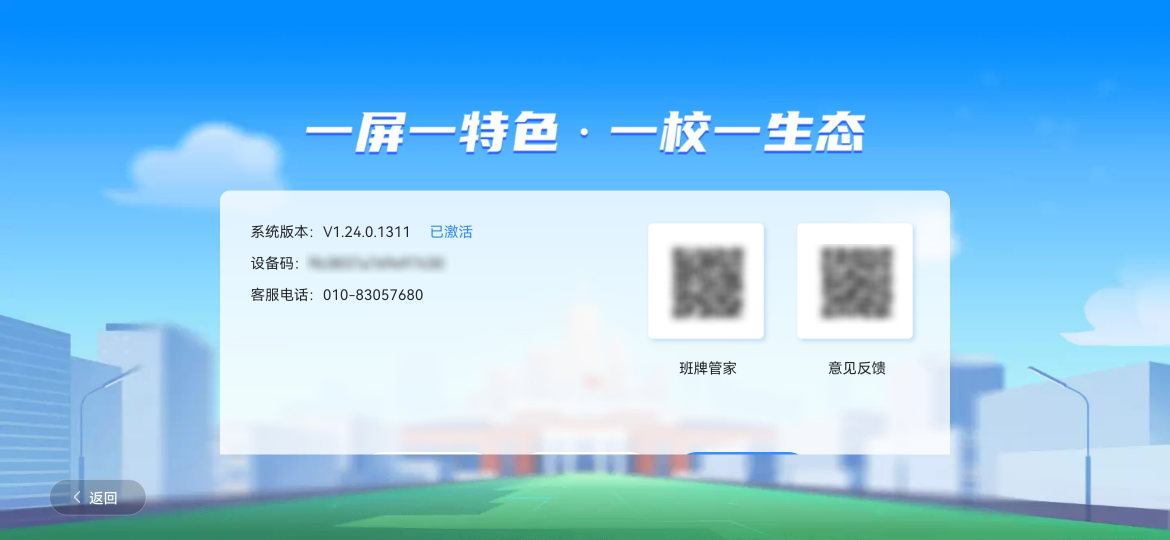 一屏一特色·一校一生态
系统版本：V1.24.0.1311 已激活
设备码：
客服电话：010-83057680
班牌管家
意见反馈
返回